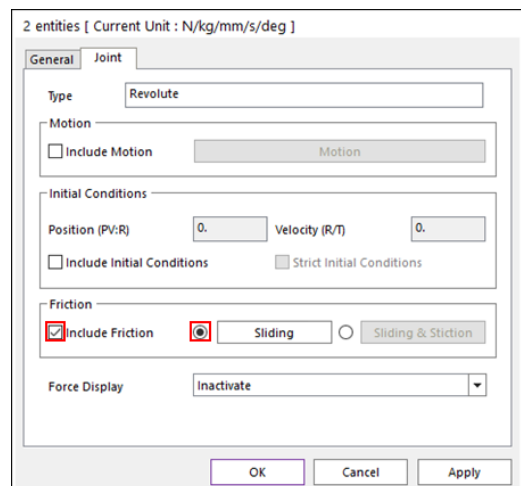 2 entities [ Current Unit : N/kg/mm/s/deg ]
General Joint
Type Revolute
Motion
Include Motion Motion
Initial Conditions
Position (PV:R) 0. Velocity (R/T) 0.
Include Initial Conditions Strict Initial Conditions
Friction
Include Friction Sliding Sliding & Stiction
Force Display Inactivate
OK Cancel Apply